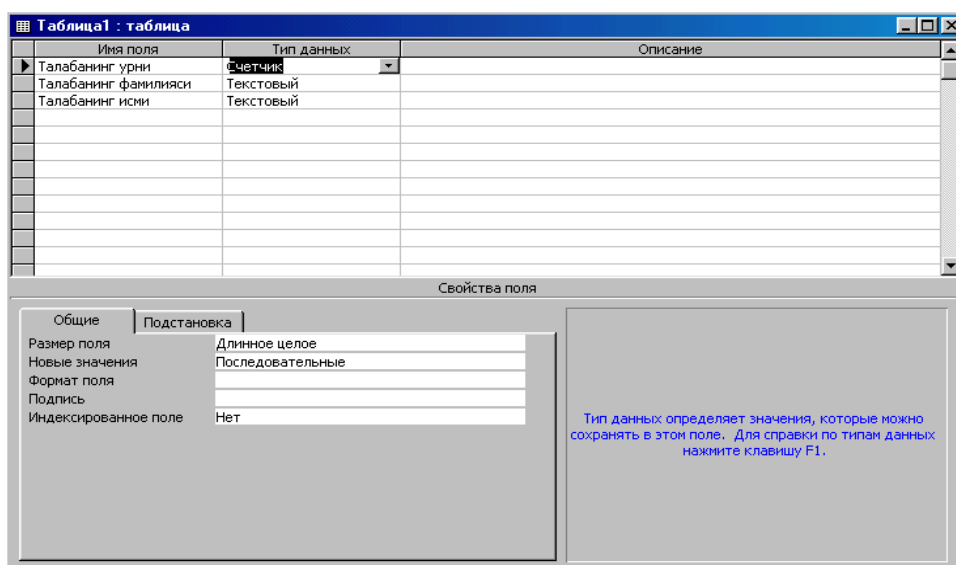 Таблица1 : таблица
Имя поля Тип данных Описание
Талабанинг урни Счетчик
Талабанинг фамилияси Текстовый
Талабанинг исми Текстовый
Свойства поля
Общие Подстановка
Размер поля Длинное целое
Новые значения Последовательные
Формат поля
Подпись
Индексированное поле Нет
Тип данных определяет значения, которые можно
сохранять в этом поле. Для справки по типам данных
нажмите клавишу F1.